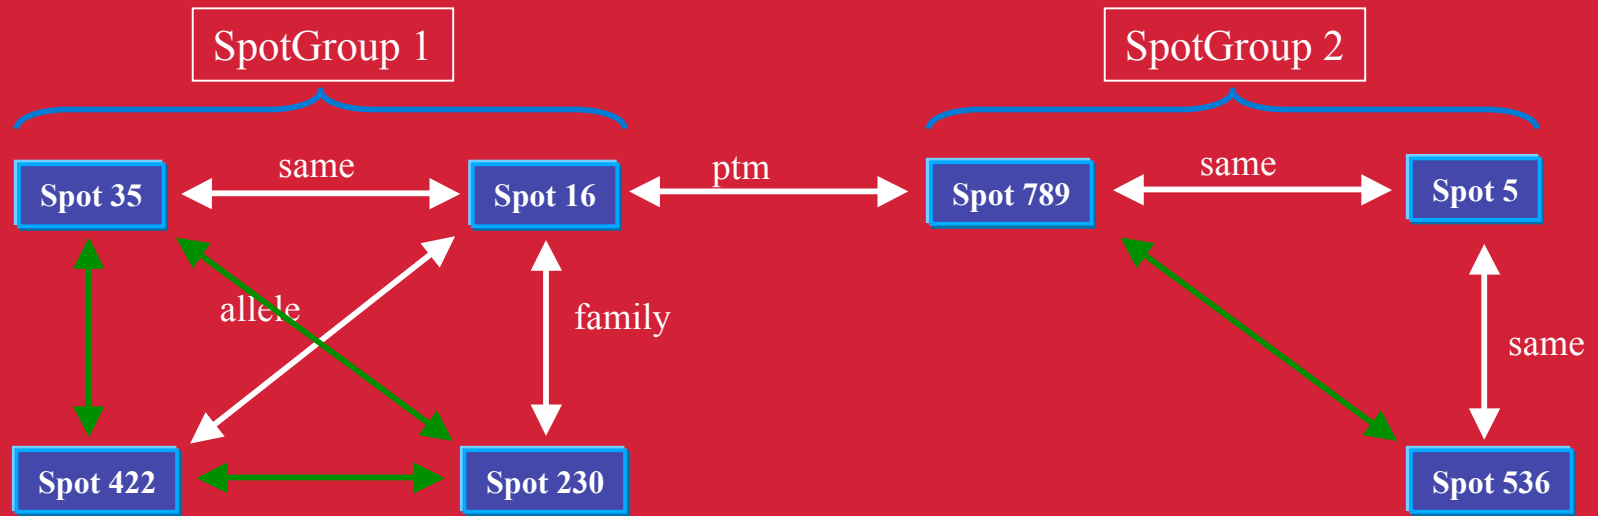 SpotGroup 1
SpotGroup 2
same
ptm
same
Spot 35
Spot 16
Spot 789
Spot 5
allele
family
same
Spot 422
Spot 230
Spot 536